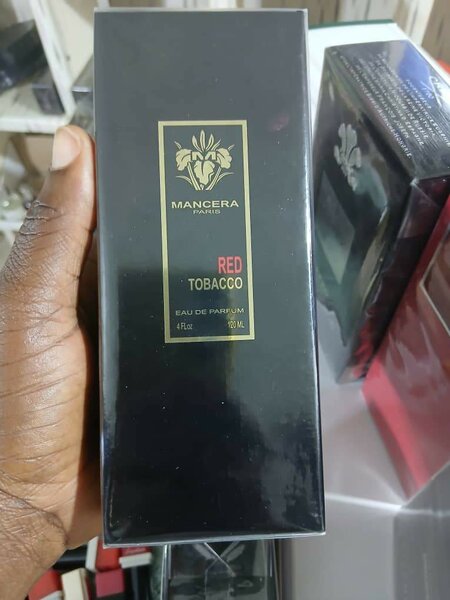 MANCERA
PARIS
RED
TOBACCO
EAU DE PARFUM
4 FLoz 120 ML